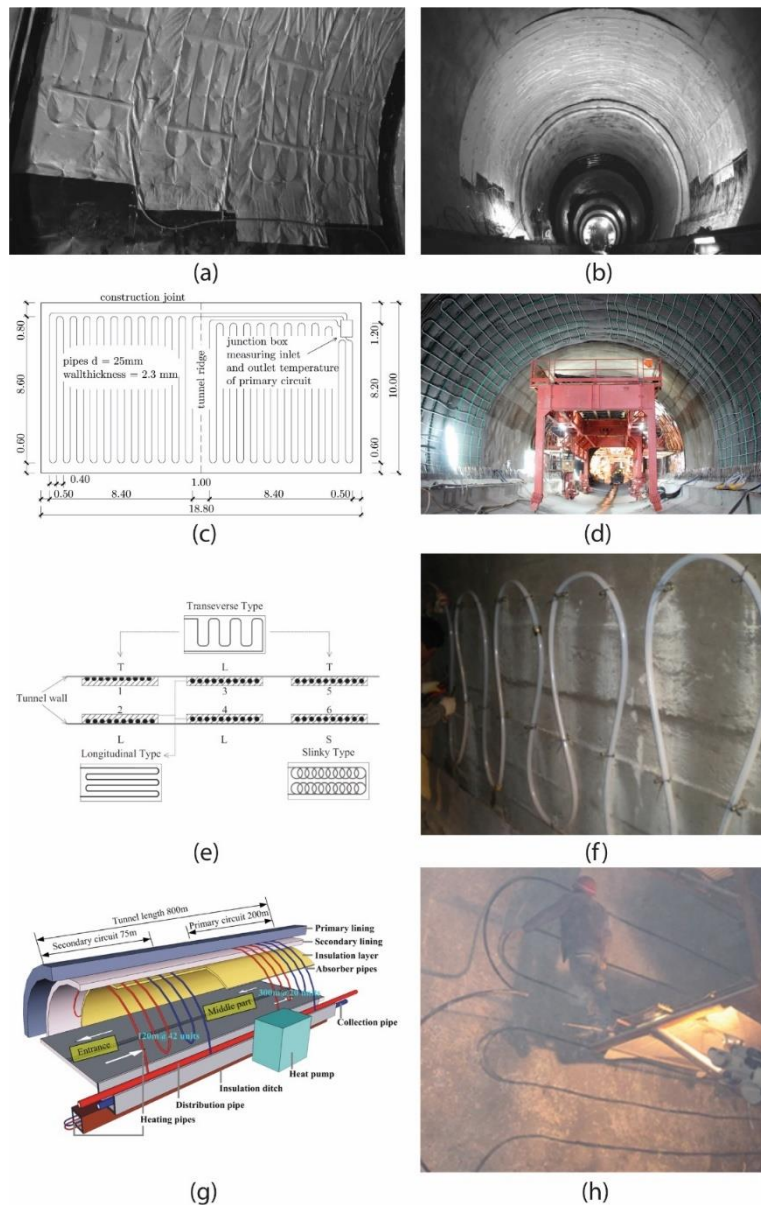 (a)
(b)
construction joint
0.80
8.60
0.60
pipes d = 25mm
wallthickness = 2.3 mm
tunnel ridge
junction box
measuring inlet
and outlet temperature
of primary circuit
1.20
8.20
0.60
10.00
0.40
0.50
8.40
1.00
8.40
0.50
18.80
(c)
(d)
Transeverse Type
T
L
T
Tunnel wall
1
3
5
2
4
6
L
L
S
Longitudinal Type
Slinky Type
(e)
(f)
Tunnel length 800m
Secondary circuit 75m
Primary circuit 200m
Primary lining
Secondary lining
Insulation layer
Absorber pipes
Middle part
Entrance
120m@ 42 units
Collection pipe
Heat pump
Insulation ditch
Distribution pipe
Heating pipes
(g)
(h)